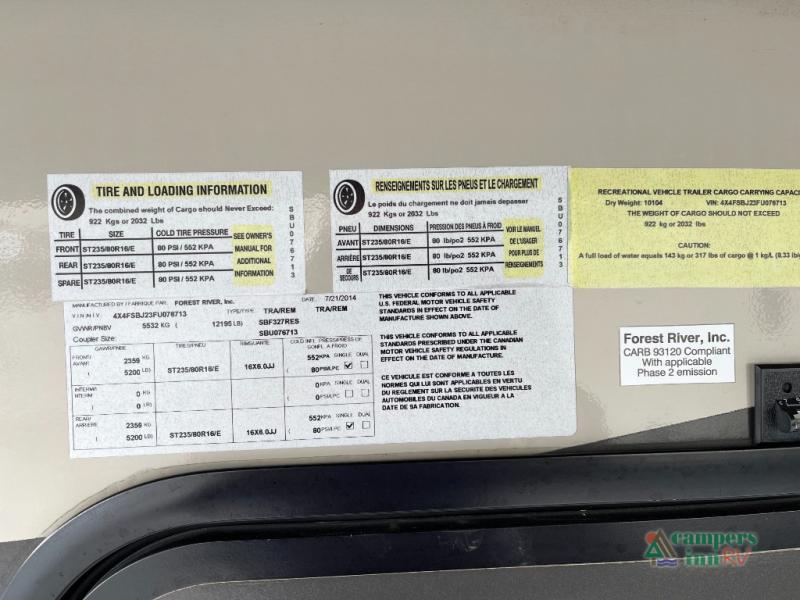 TIRE AND LOADING INFORMATION
The combined weight of Cargo should Never Exceed:
922 Kgs or 2032 Lbs
TIRE SIZE COLD TIRE PRESSURE
FRONT ST235/80R16/E 80 PSI / 552 KPA
REAR ST235/80R16/E 80 PSI / 552 KPA
SPARE ST235/80R16/E 80 PSI / 552 KPA
SEE OWNER'S
MANUAL FOR
ADDITIONAL
INFORMATION
SBU076713
RENSEIGNEMENTS SUR LES PNEUS ET LE CHARGEMENT
Le poids du chargement ne doit jamais depasser
922 Kgs or 2032 Lbs
PNEU DIMENSIONS PRESSION DES PNEUS À FROID
AVANT ST235/80R16/E 80 lb/po2 552 KPA
ARRIÈRE ST235/80R16/E 80 lb/po2 552 KPA
DE SECOURS ST235/80R16/E 80 lb/po2 552 KPA
VOIR LE MANUEL
DE L'USAGER
POUR PLUS DE
RENSEIGNEMENTS
SBU076713
RECREATIONAL VEHICLE TRAILER CARGO CARRYING CAPACI
Dry Weight: 10104 VIN: 4X4FSBJ23FU076713
THE WEIGHT OF CARGO SHOULD NOT EXCEED
922 kg or 2032 lbs
CAUTION:
A full load of water equals 143 kg or 317 lbs of cargo @ 1 kg/L (8.33 lb/
MANUFACTURED BY / FABRIQUE PAR: FOREST RIVER, Inc. DATE: 7/21/2014
V.I.N./N.I.V. 4X4FSBJ23FU076713 TYPE/TYPE TRA/REM TRA/REM
GVWR/PNBV 5532 KG ( 12195 LB) SBF327RES
Coupler Size: SBU076713
GAWR/PNBE TIRES/PNEU RIMS/JANTE COLD INFL PRESS/PRESS DE GONFL A FROID
FRONT/ AVANT 2359 KG ( 5200 LB) ST235/80R16/E 16X6.0JJ 552 KPA ( 80 PSI/LPC SINGLE DUAL
INTERM/ INTERM 0 KG ( 0 LB) 0 KPA ( 0 PSI/LPC SINGLE DUAL
REAR/ ARRIERE 2359 KG ( 5200 LB) ST235/80R16/E 16X6.0JJ 552 KPA ( 80 PSI/LPC SINGLE DUAL
THIS VEHICLE CONFORMS TO ALL APPLICABLE
U.S. FEDERAL MOTOR VEHICLE SAFETY
STANDARDS IN EFFECT ON THE DATE OF
MANUFACTURE SHOWN ABOVE.
THIS VEHICLE CONFORMS TO ALL APPLICABLE
STANDARDS PRESCRIBED UNDER THE CANADIAN
MOTOR VEHICLE SAFETY REGULATIONS IN
EFFECT ON THE DATE OF MANUFACTURE.
CE VEHICULE EST CONFORME A TOUTES LES
NORMES QUI LUI SONT APPLICABLES EN VERTU
DU REGLEMENT SUR LA SECURITE DES VEHICULES
AUTOMOBILES DU CANADA EN VIGUEUR A LA
DATE DE SA FABRICATION.
Forest River, Inc.
CARB 93120 Compliant
With applicable
Phase 2 emission
campers
inn RV